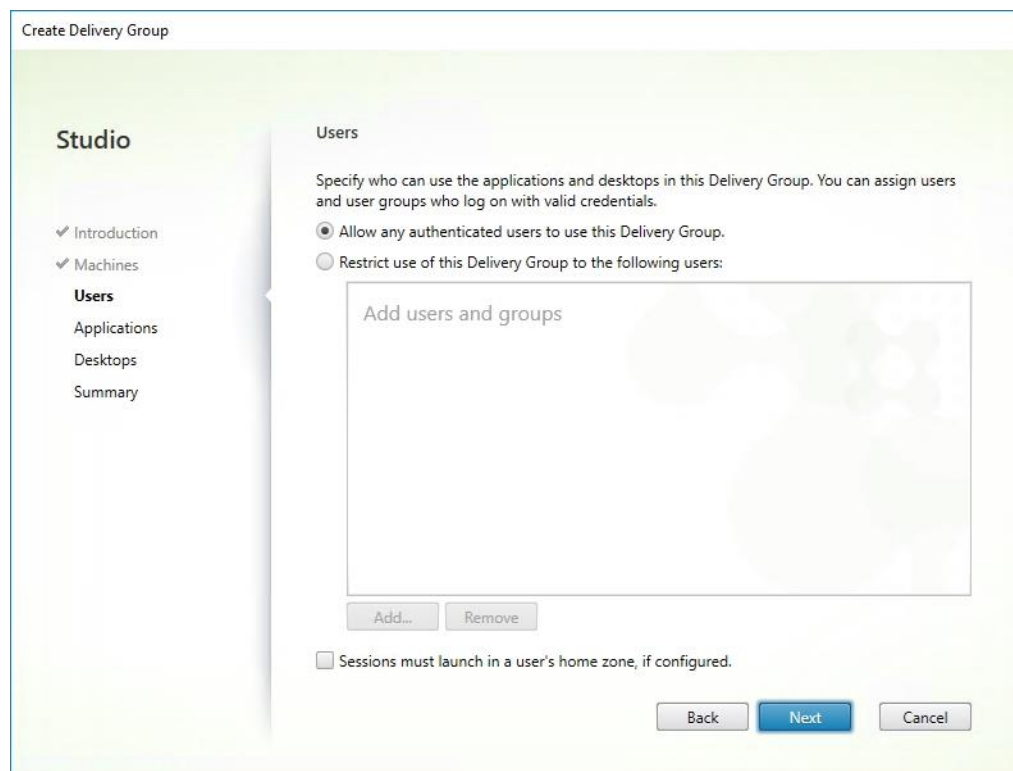 Create Delivery Group
Studio
Introduction
Machines
Users
Applications
Desktops
Summary
Users
Specify who can use the applications and desktops in this Delivery Group. You can assign users
and user groups who log on with valid credentials.
Allow any authenticated users to use this Delivery Group.
Restrict use of this Delivery Group to the following users:
Add users and groups
Add...
Remove
Sessions must launch in a user's home zone, if configured.
Back
Next
Cancel